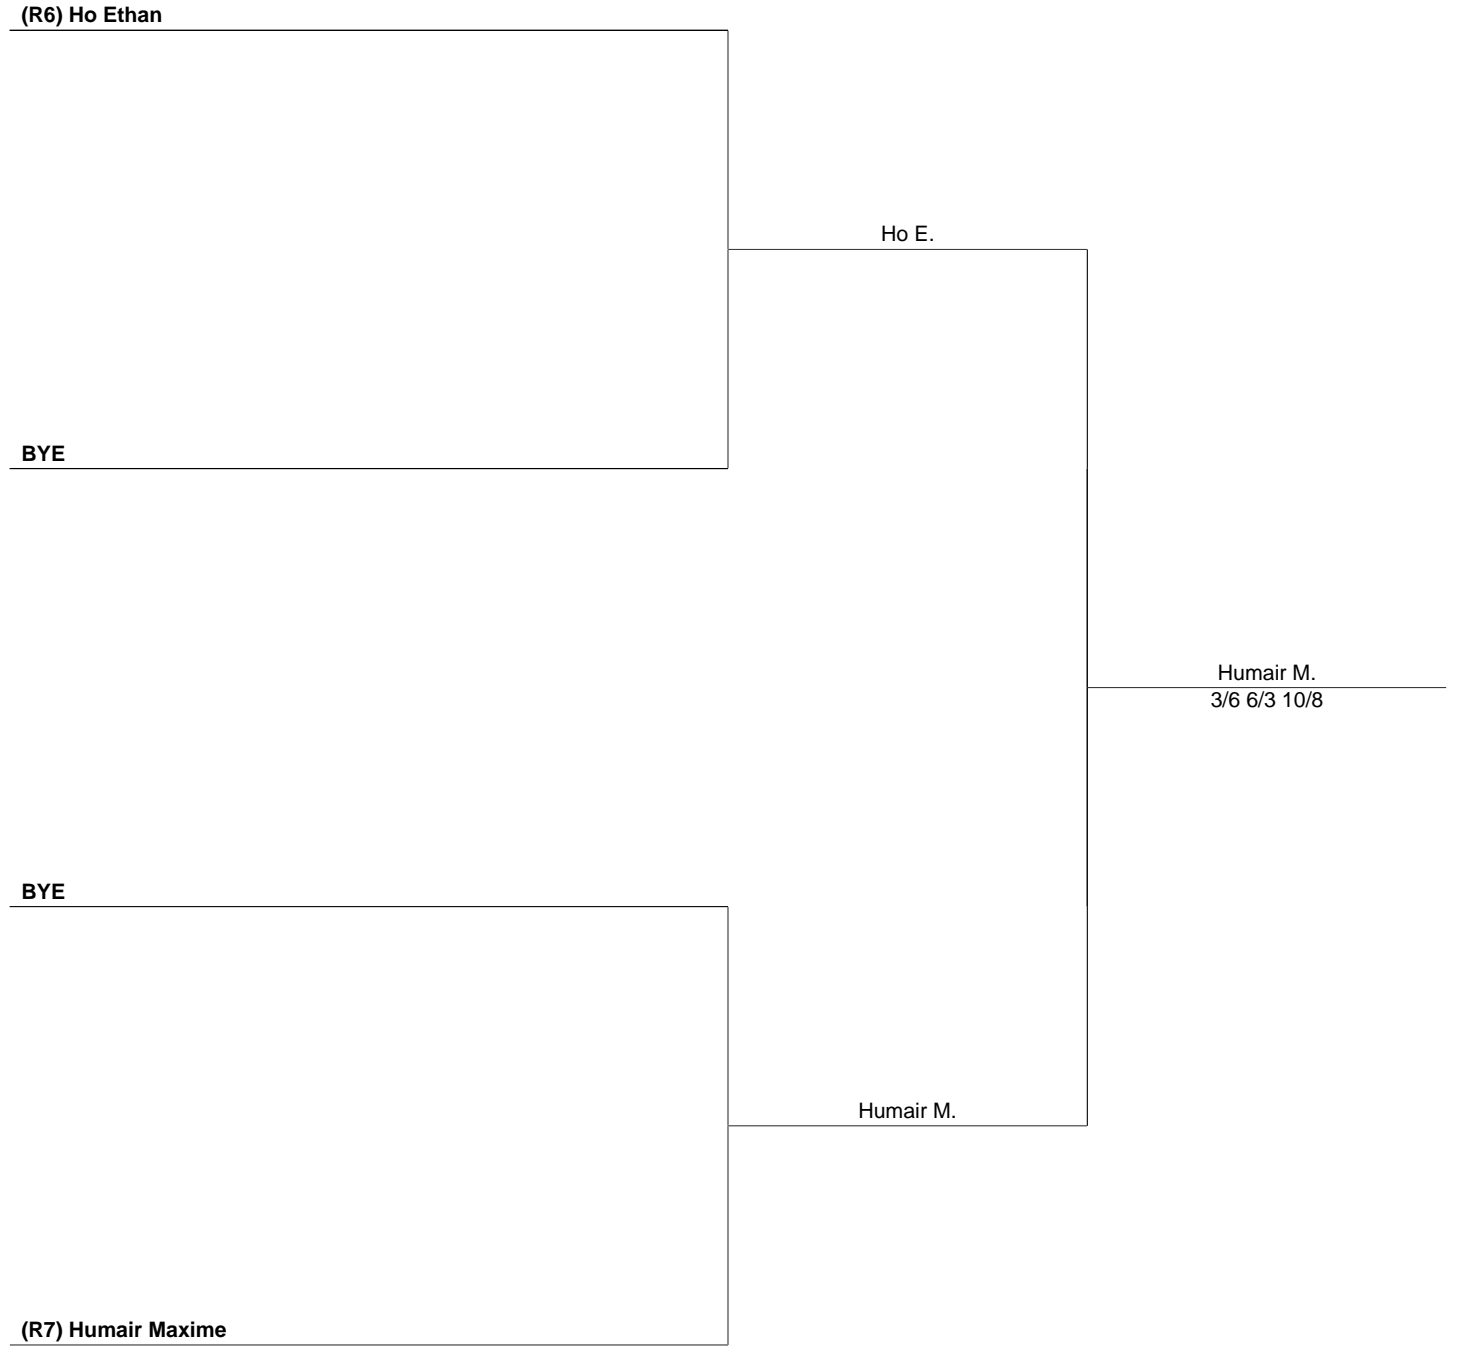 (R6) Ho Ethan
Ho E.
BYE
Humair M.
3/6 6/3 10/8
BYE
Humair M.
(R7) Humair Maxime